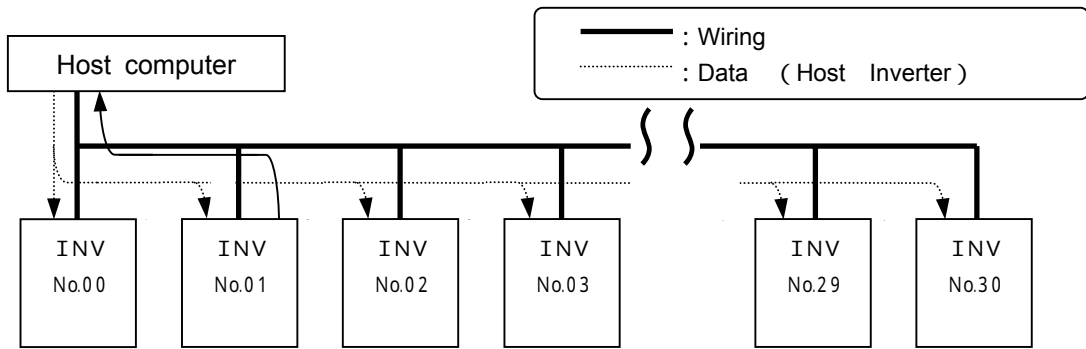 Host computer
: Wiring
: Data （Host Inverter）
INV
No.00
INV
No.01
INV
No.02
INV
No.03
INV
No.29
INV
No.30